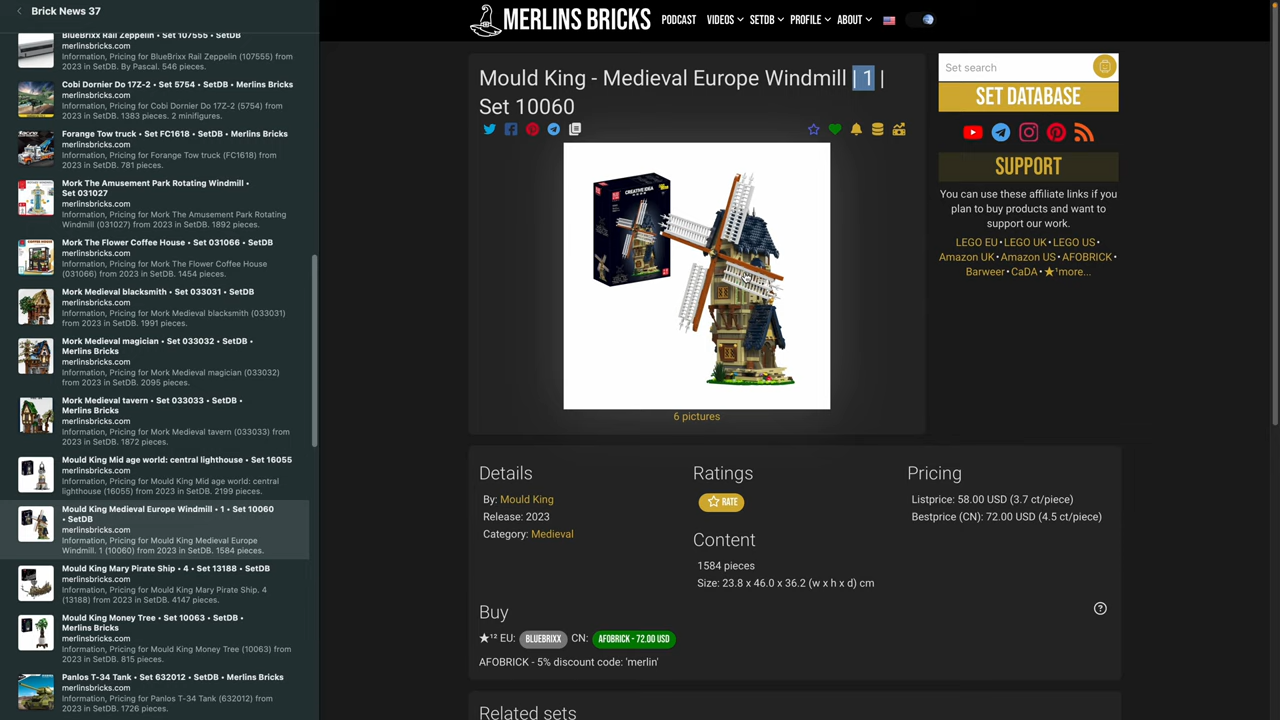 Brick News 37
BlueBrixx Rail Zeppelin • Set 107555 • SetDB
merlinsbricks.com
Information, Pricing for BlueBrixx Rail Zeppelin (107555) from
2023 in SetDB. By Pascal. 546 pieces.
Cobi Dornier Do 17Z-2 • Set 5754 • SetDB • Merlins Bricks
merlinsbricks.com
Information, Pricing for Cobi Dornier Do 17Z-2 (5754) from
2023 in SetDB. 1383 pieces. 2 minifigures.
Forange Tow truck • Set FC1618 • SetDB • Merlins Bricks
merlinsbricks.com
Information, Pricing for Forange Tow truck (FC1618) from
2023 in SetDB. 781 pieces.
Mork The Amusement Park Rotating Windmill •
Set 031027
merlinsbricks.com
Information, Pricing for Mork The Amusement Park Rotating
Windmill (031027) from 2023 in SetDB. 1892 pieces.
Mork The Flower Coffee House • Set 031066 • SetDB
merlinsbricks.com
Information, Pricing for Mork The Flower Coffee House
(031066) from 2023 in SetDB. 1454 pieces.
Mork Medieval blacksmith • Set 033031 • SetDB
merlinsbricks.com
Information, Pricing for Mork Medieval blacksmith (033031)
from 2023 in SetDB. 1991 pieces.
Mork Medieval magician • Set 033032 • SetDB •
Merlins Bricks
merlinsbricks.com
Information, Pricing for Mork Medieval magician (033032)
from 2023 in SetDB. 2095 pieces.
Mork Medieval tavern • Set 033033 • SetDB •
Merlins Bricks
merlinsbricks.com
Information, Pricing for Mork Medieval tavern (033033) from
2023 in SetDB. 1872 pieces.
Mould King Mid age world: central lighthouse • Set 16055
merlinsbricks.com
Information, Pricing for Mould King Mid age world: central
lighthouse (16055) from 2023 in SetDB. 2199 pieces.
Mould King Medieval Europe Windmill • 1 • Set 10060
• SetDB
merlinsbricks.com
Information, Pricing for Mould King Medieval Europe
Windmill. 1 (10060) from 2023 in SetDB. 1584 pieces.
Mould King Mary Pirate Ship • 4 • Set 13188 • SetDB
merlinsbricks.com
Information, Pricing for Mould King Mary Pirate Ship. 4
(13188) from 2023 in SetDB. 4147 pieces.
Mould King Money Tree • Set 10063 • SetDB •
Merlins Bricks
merlinsbricks.com
Information, Pricing for Mould King Money Tree (10063) from
2023 in SetDB. 815 pieces.
Panlos T-34 Tank • Set 632012 • SetDB • Merlins Bricks
merlinsbricks.com
Information, Pricing for Panlos T-34 Tank (632012) from
2023 in SetDB. 1726 pieces.
MERLINS BRICKS PODCAST VIDEOS SETDB PROFILE ABOUT
Mould King - Medieval Europe Windmill | 1 |
Set 10060
CREATIVE IDEA
6 pictures
Details
By: Mould King
Release: 2023
Category: Medieval
Ratings
RATE
Content
1584 pieces
Size: 23.8 x 46.0 x 36.2 (w x h x d) cm
Pricing
Listprice: 58.00 USD (3.7 ct/piece)
Bestprice (CN): 72.00 USD (4.5 ct/piece)
Buy
★¹² EU: BLUEBRIXX CN: AFOBRICK - 72.00 USD
AFOBRICK - 5% discount code: 'merlin'
Related sets
Set search
SET DATABASE
SUPPORT
You can use these affiliate links if you
plan to buy products and want to
support our work.
LEGO EU • LEGO UK • LEGO US •
Amazon UK • Amazon US • AFOBRICK •
Barweer • CaDA • ★¹more...